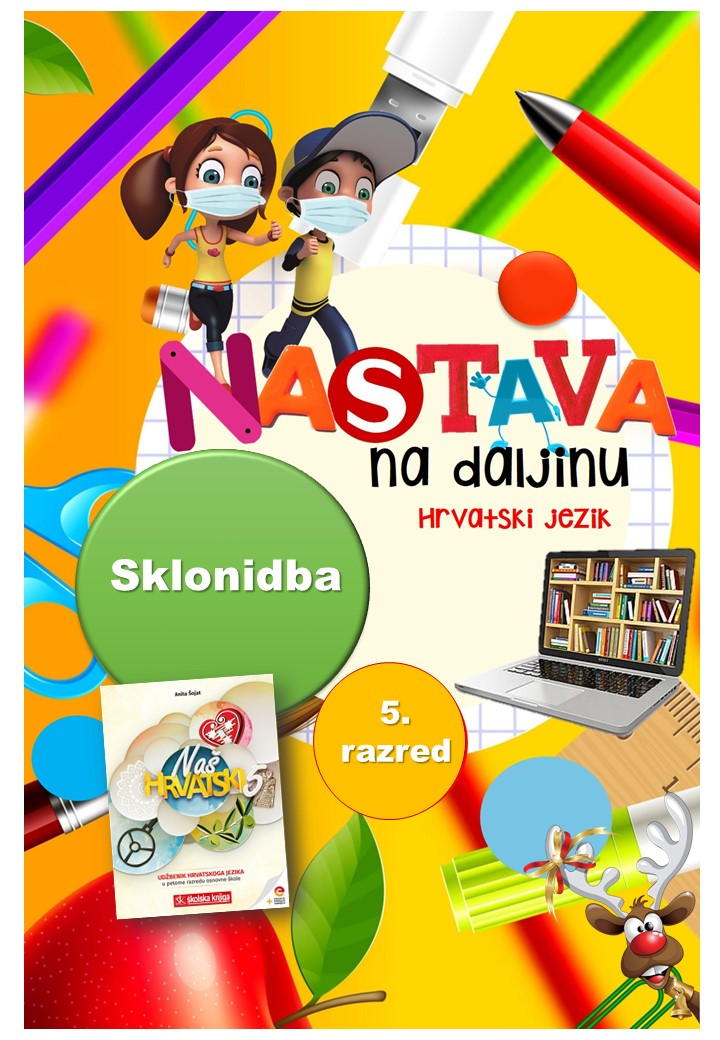 NASTAVA
na daljinu
Hrvatski jezik
Sklonidba
5.
razred
Anita Šojat
Naš
HRVATSKI 5
UDŽBENIK HRVATSKOGA JEZIKA
u petome razredu osnovne škole
školska knjiga